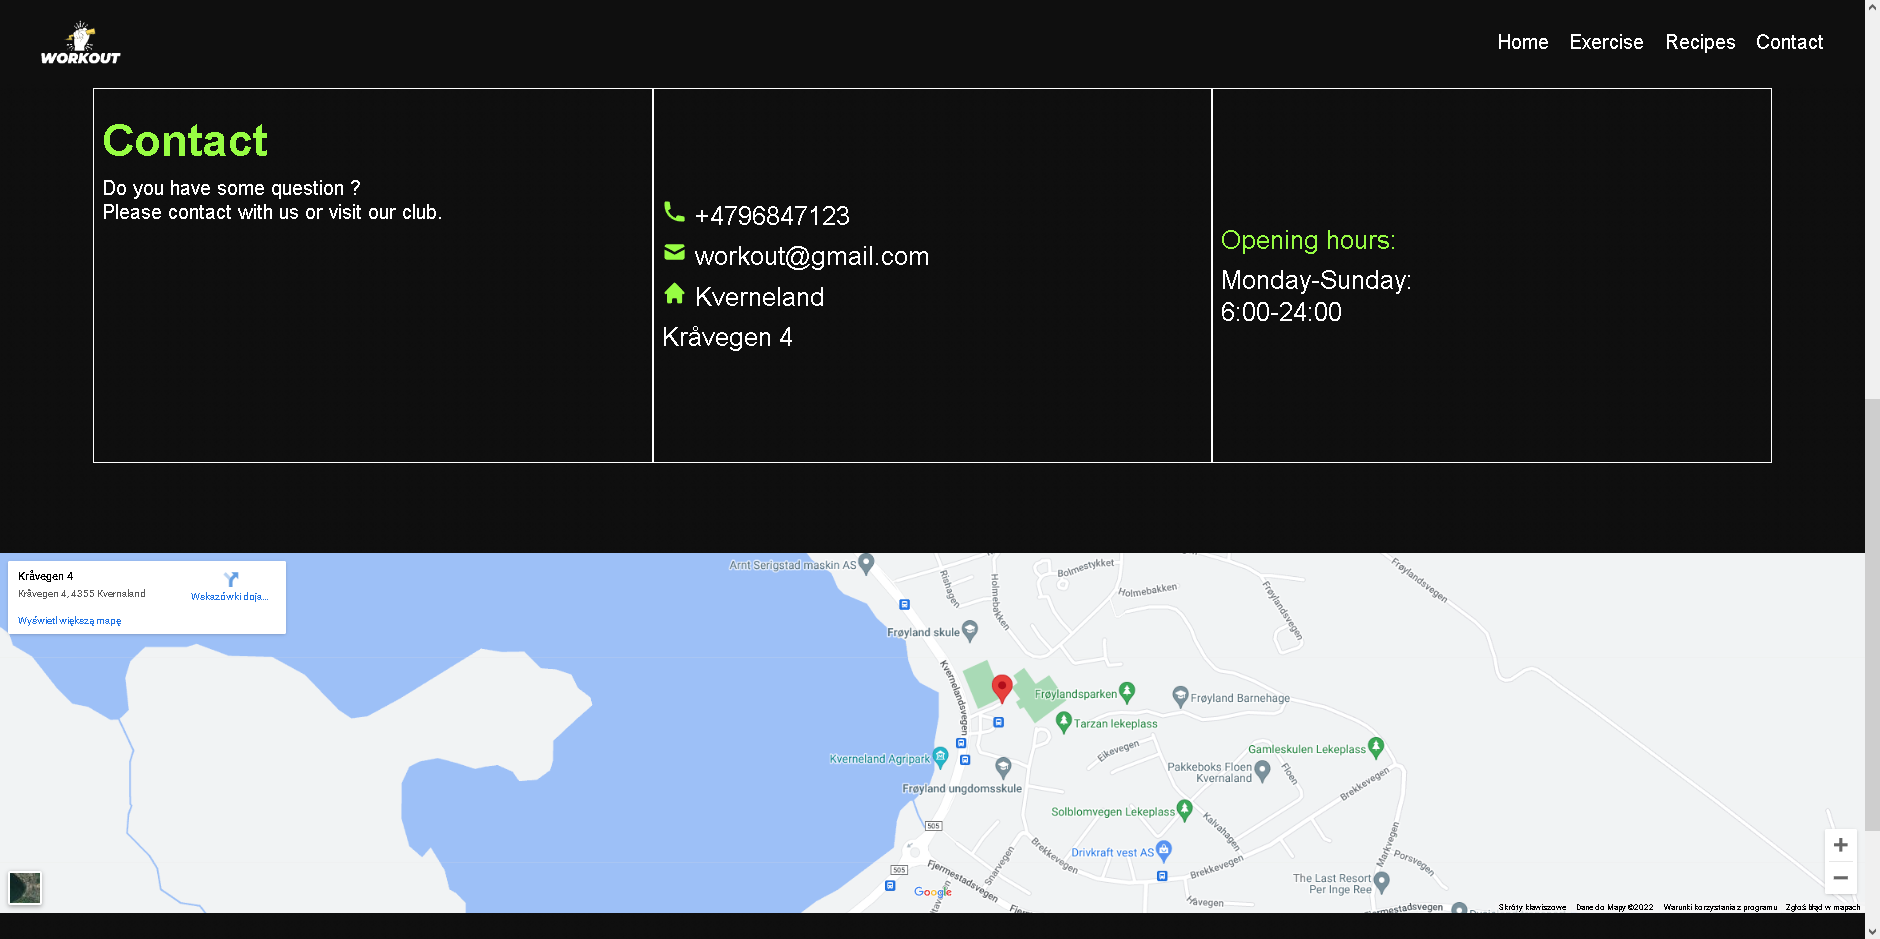 WORKOUT
Home Exercise Recipes Contact
Contact
Do you have some question ?
Please contact with us or visit our club.
+4796847123
workout@gmail.com
Kverneland
Kråvegen 4
Opening hours:
Monday-Sunday:
6:00-24:00
Kråvegen 4
Kråvegen 4, 4355 Kvernaland
Wskazówki doja...
Wyświetl większą mapę
Arnt Serigstad maskin AS
Rishagen
Holmebakken
Bolmestykket
Holmebakken
Frøylandsvegen
Frøylandsvegen
Frøyland skule
Kvernelandsvegen
Frøylandsparken
Frøyland Barnehage
Tarzan lekeplass
Eikevegen
Gamleskulen Lekeplass
Kverneland Agripark
Pakkeboks Floen
Kvernaland
Floen
Brekkevegen
Frøyland ungdomsskule
Solblomvegen Lekeplass
Kalvahagen
505
Drivkraft vest AS
Brekkevegen
Brekkevegen
Snarvegen
Markvegen
Porsvegen
505
Fjermestadsvegen
The Last Resort
Per Inge Ree
Google
Høvegen
Fjermestadsvegen
Skróty klawiszowe Dane do Mapy ©2022 Warunki korzystania z programu Zgłoś błąd w mapach